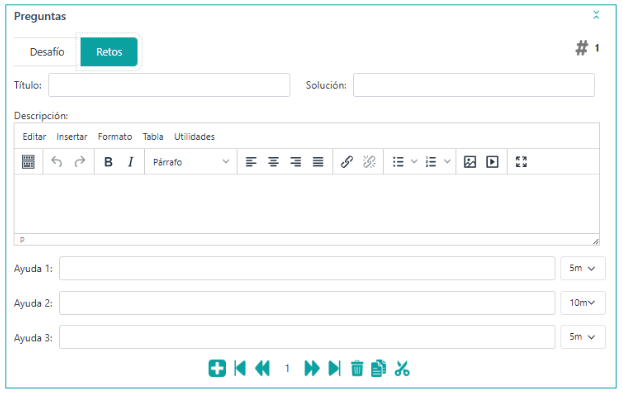 Preguntas
Desafío Retos # 1
Título: Solución:
Descripción:
Editar Insertar Formato Tabla Utilidades
B I Párrafo
P
Ayuda 1: 5m
Ayuda 2: 10m
Ayuda 3: 5m
1